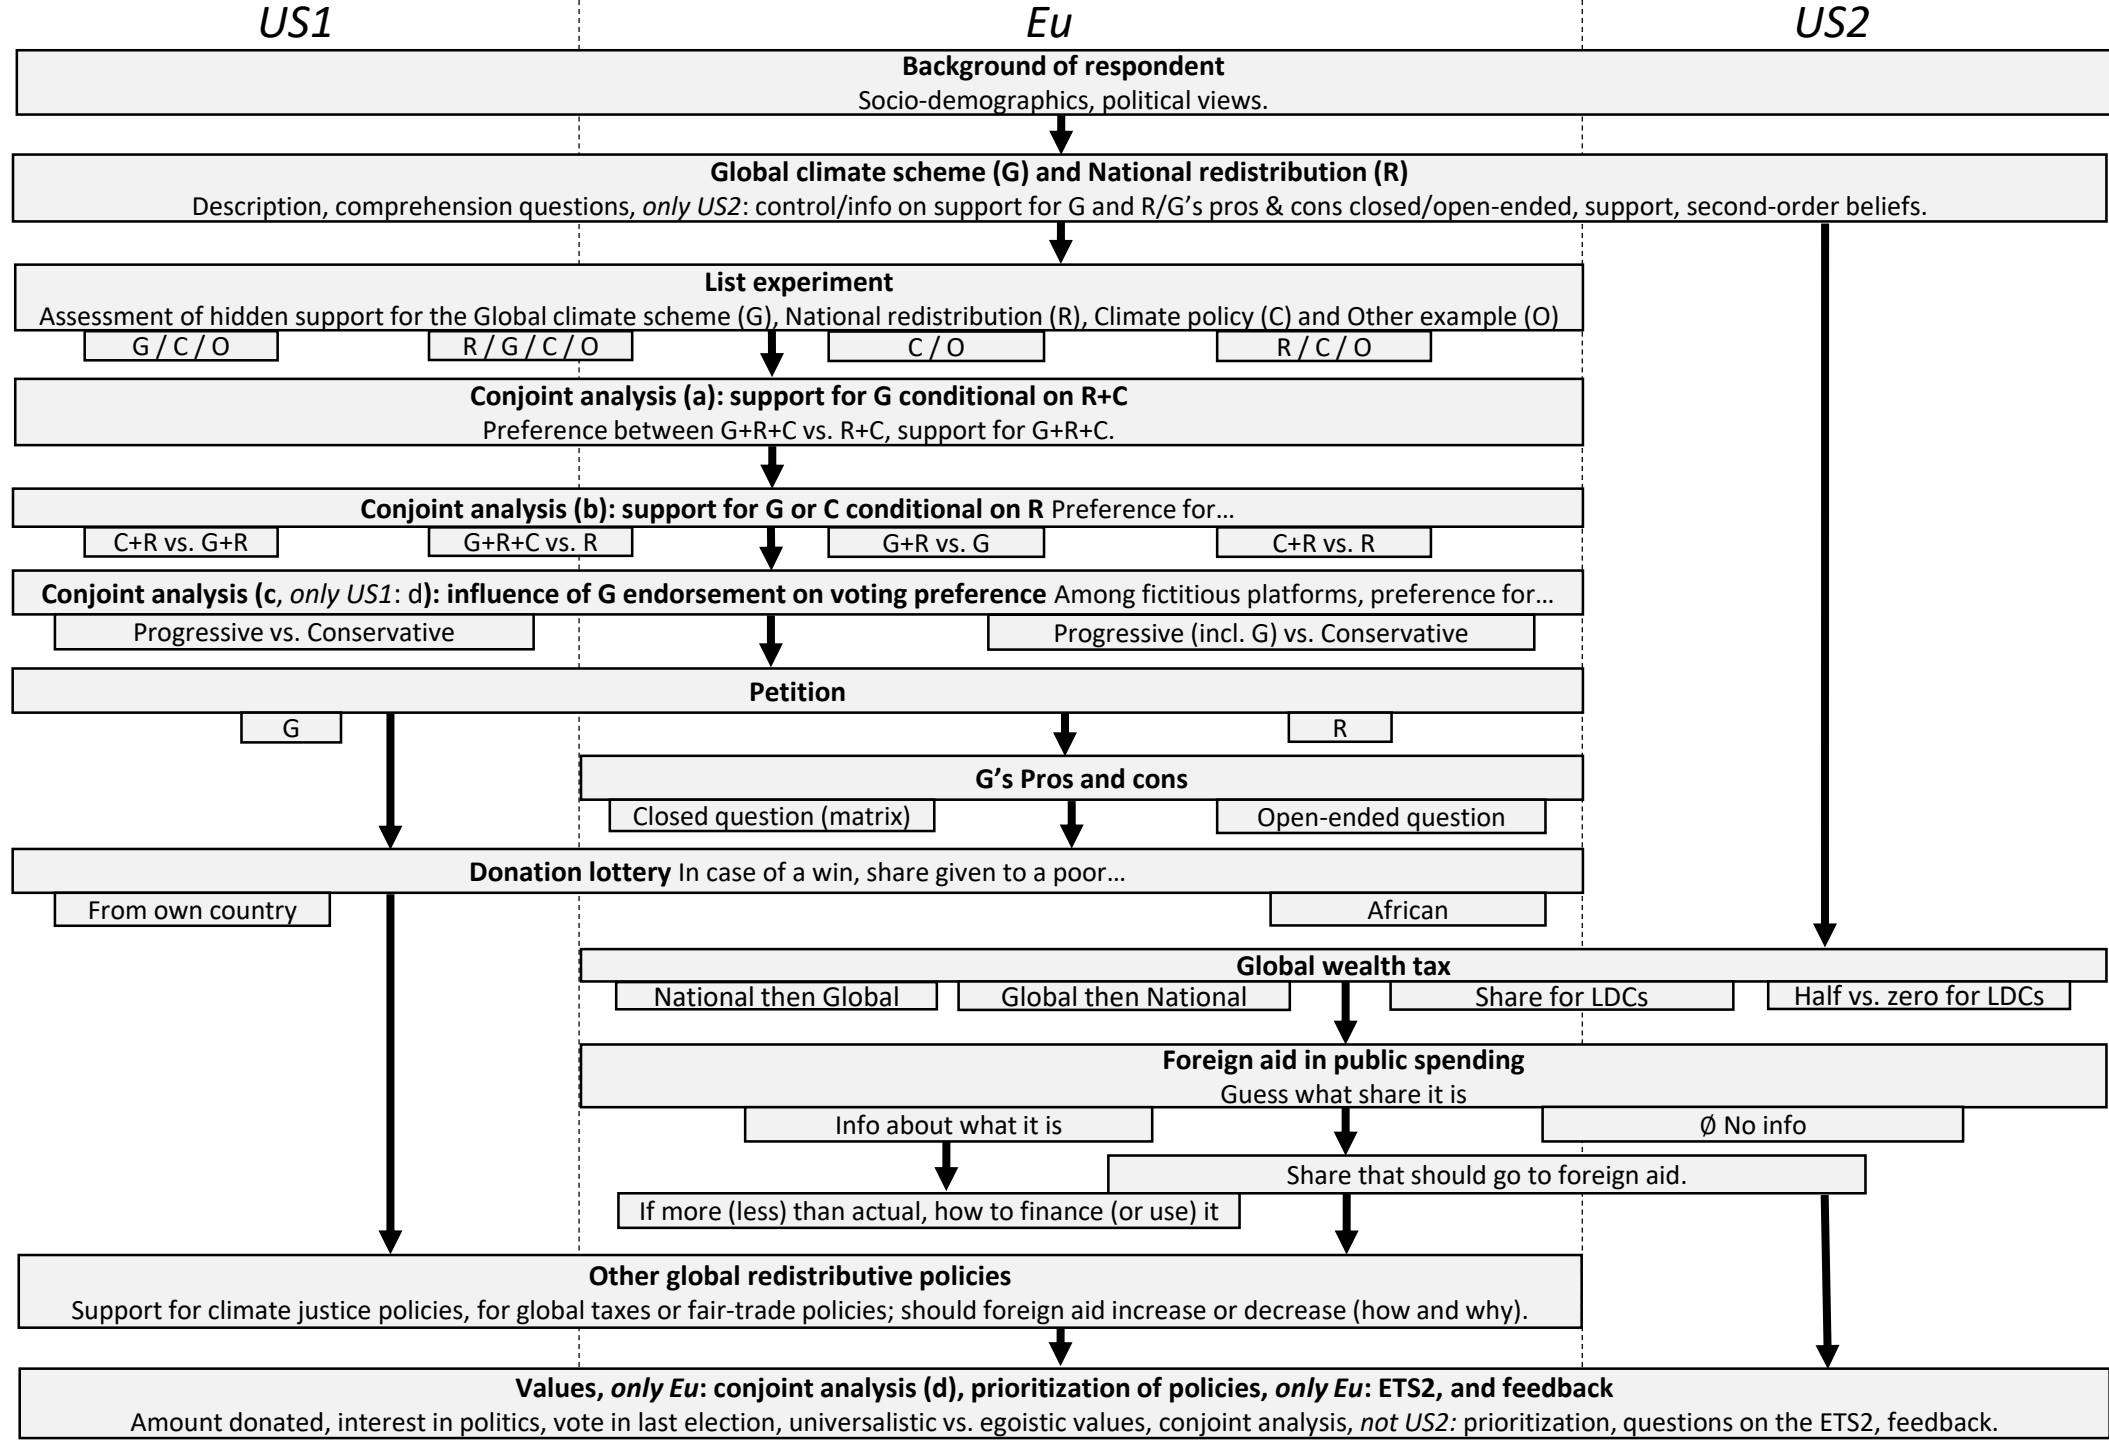 US1
Eu
US2
Background of respondent
Socio-demographics, political views.
Global climate scheme (G) and National redistribution (R)
Description, comprehension questions, only US2: control/info on support for G and R/G’s pros & cons closed/open-ended, support, second-order beliefs.
List experiment
Assessment of hidden support for the Global climate scheme (G), National redistribution (R), Climate policy (C) and Other example (O)
G / C / O
R / G / C / O
C / O
R / C / O
Conjoint analysis (a): support for G conditional on R+C
Preference between G+R+C vs. R+C, support for G+R+C.
Conjoint analysis (b): support for G or C conditional on R Preference for…
C+R vs. G+R
G+R+C vs. R
G+R vs. G
C+R vs. R
Conjoint analysis (c, only US1: d): influence of G endorsement on voting preference Among fictitious platforms, preference for…
Progressive vs. Conservative
Progressive (incl. G) vs. Conservative
Petition
G
R
G’s Pros and cons
Closed question (matrix)
Open-ended question
Donation lottery In case of a win, share given to a poor…
From own country
African
Global wealth tax
National then Global
Global then National
Share for LDCs
Half vs. zero for LDCs
Foreign aid in public spending
Guess what share it is
Info about what it is
Ø No info
Share that should go to foreign aid.
If more (less) than actual, how to finance (or use) it
Other global redistributive policies
Support for climate justice policies, for global taxes or fair-trade policies; should foreign aid increase or decrease (how and why).
Values, only Eu: conjoint analysis (d), prioritization of policies, only Eu: ETS2, and feedback
Amount donated, interest in politics, vote in last election, universalistic vs. egoistic values, conjoint analysis, not US2: prioritization, questions on the ETS2, feedback.